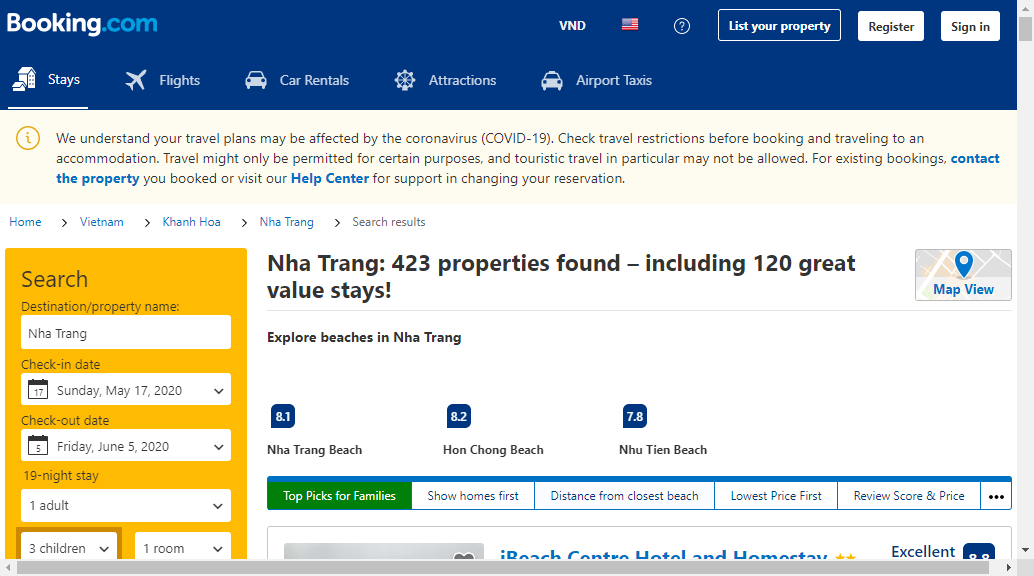 Booking.com
VND
List your property
Register
Sign in
Stays
Flights
Car Rentals
Attractions
Airport Taxis
We understand your travel plans may be affected by the coronavirus (COVID-19). Check travel restrictions before booking and traveling to an
accommodation. Travel might only be permitted for certain purposes, and touristic travel in particular may not be allowed. For existing bookings, contact
the property you booked or visit our Help Center for support in changing your reservation.
Home > Vietnam > Khanh Hoa > Nha Trang > Search results
Search
Destination/property name:
Nha Trang
Check-in date
17
Sunday, May 17, 2020
Check-out date
5
Friday, June 5, 2020
19-night stay
1 adult
3 children
1 room
Nha Trang: 423 properties found – including 120 great
value stays!
Map View
Explore beaches in Nha Trang
8.1
Nha Trang Beach
8.2
Hon Chong Beach
7.8
Nhu Tien Beach
Top Picks for Families
Show homes first
Distance from closest beach
Lowest Price First
Review Score & Price
•••
iBeach Centre Hotel and Homestay
Excellent
8.8